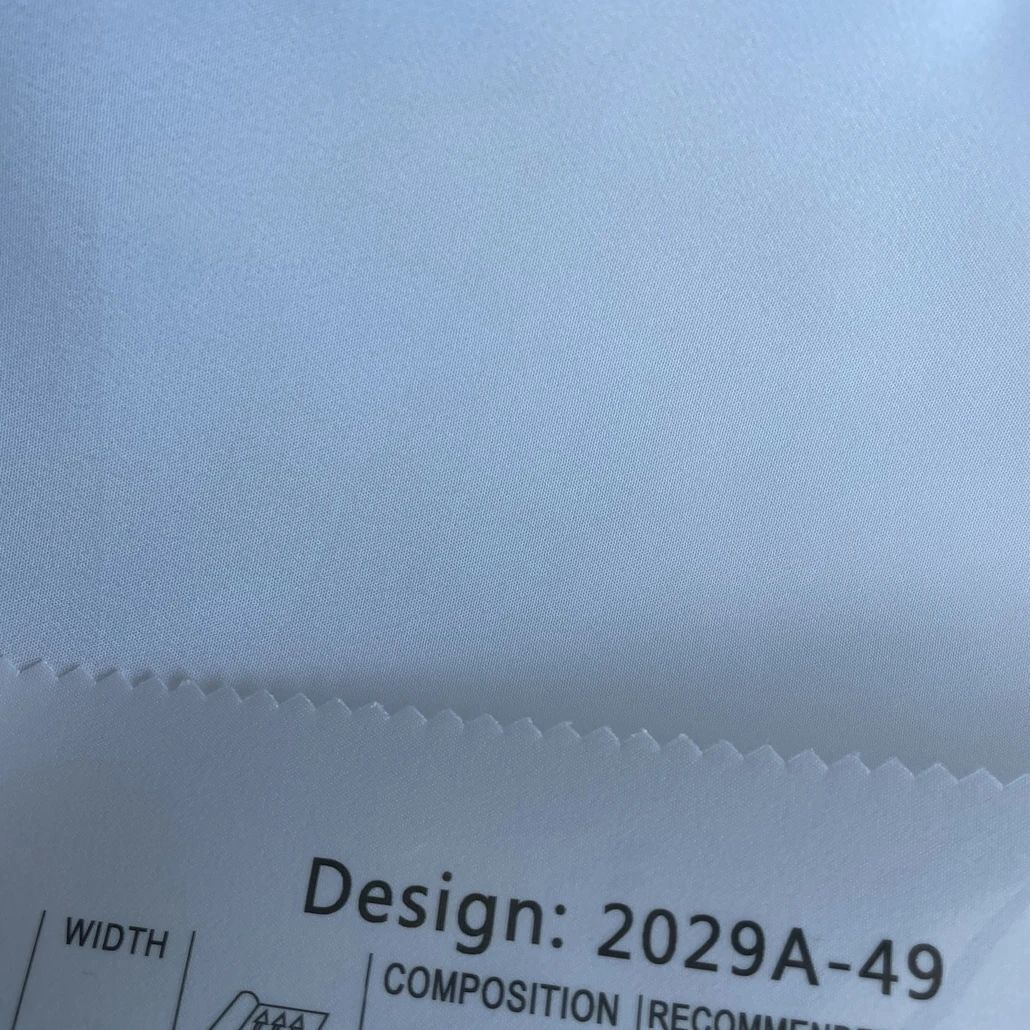 Design: 2029A-49
WIDTH
COMPOSITION